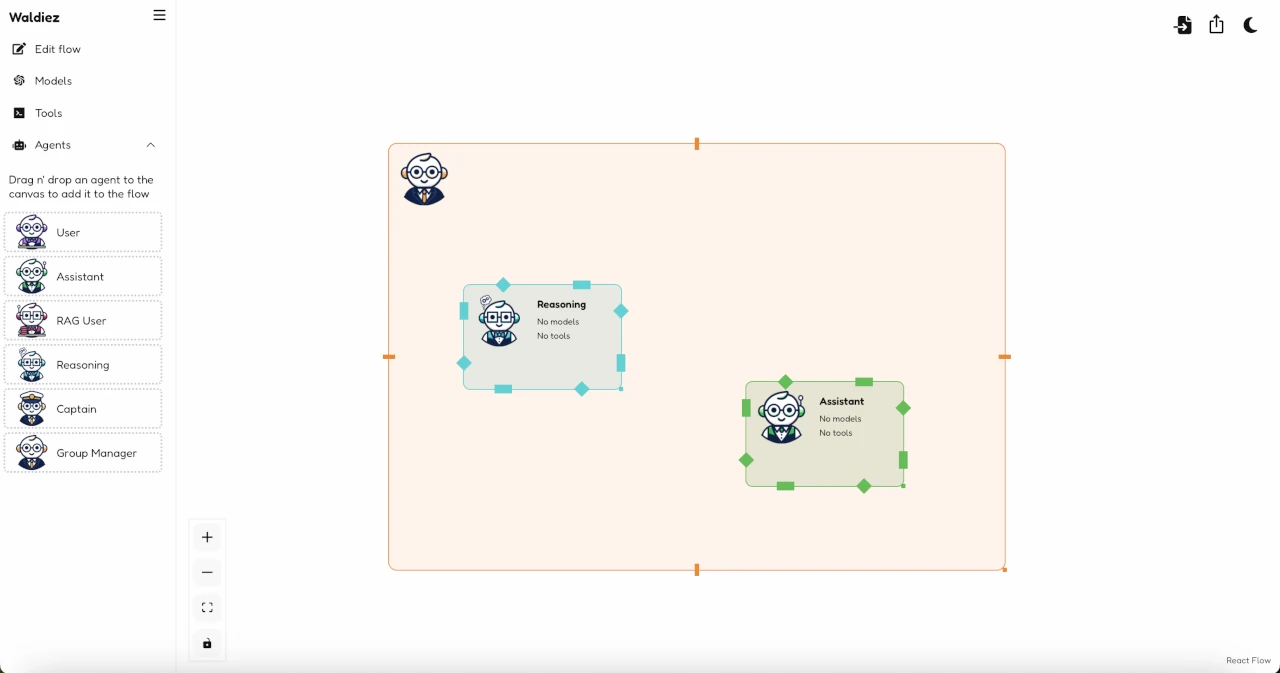 Waldiez
Edit flow
Models
Tools
Agents
Drag n' drop an agent to the
canvas to add it to the flow
User
Assistant
RAG User
Reasoning
Captain
Group Manager
Reasoning
No models
No tools
Assistant
No models
No tools
React Flow